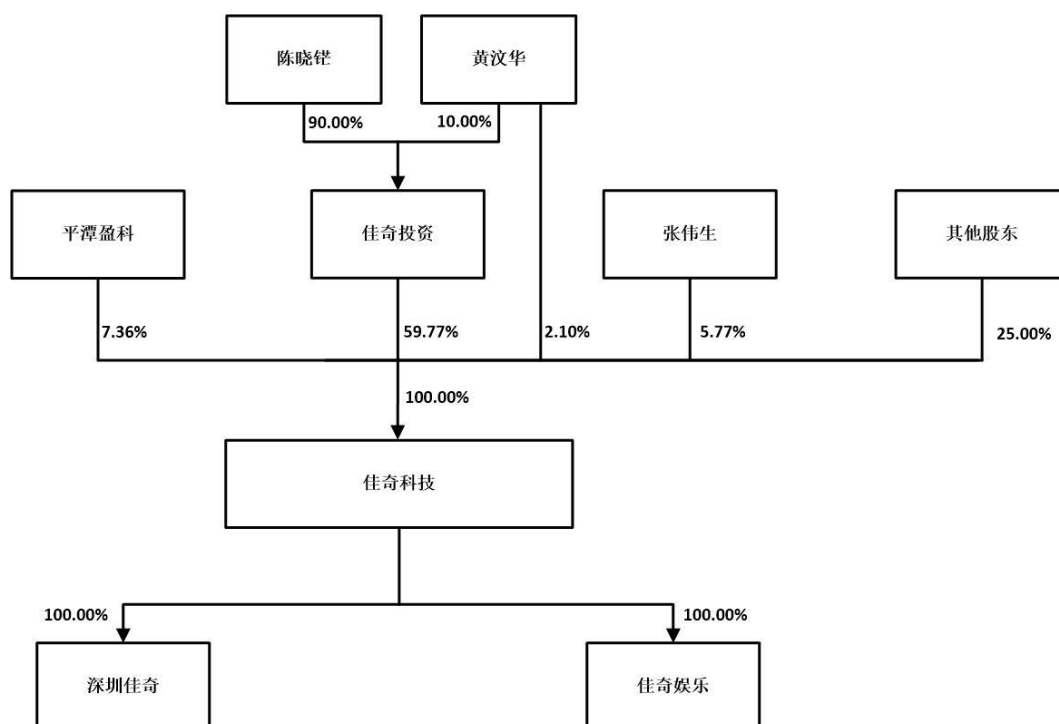 陈晓铓
黄汶华
90.00%
10.00%
平潭盈科
佳奇投资
张伟生
其他股东
7.36%
59.77%
2.10%
5.77%
25.00%
100.00%
佳奇科技
100.00%
100.00%
深圳佳奇
佳奇娱乐